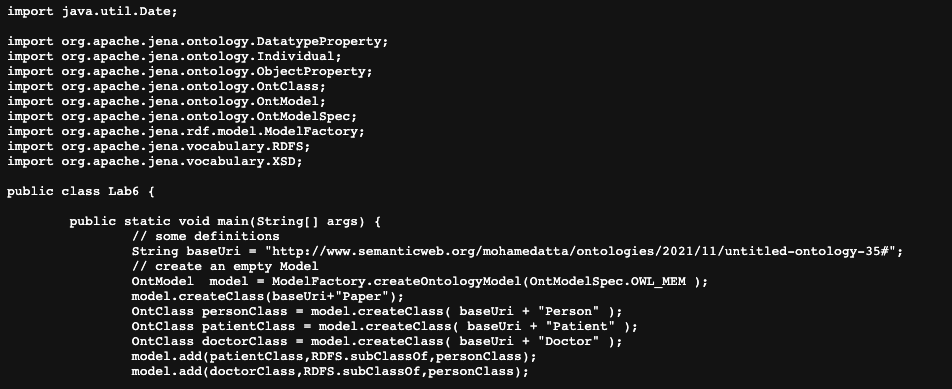 import java.util.Date;
import org.apache.jena.ontology.DatatypeProperty;
import org.apache.jena.ontology.Individual;
import org.apache.jena.ontology.ObjectProperty;
import org.apache.jena.ontology.OntClass;
import org.apache.jena.ontology.OntModel;
import org.apache.jena.ontology.OntModelSpec;
import org.apache.jena.rdf.model.ModelFactory;
import org.apache.jena.vocabulary.RDFS;
import org.apache.jena.vocabulary.XSD;
public class Lab6 {
public static void main(String[] args) {
// some definitions
String baseUri = "http://www.semanticweb.org/mohamedatta/ontologies/2021/11/untitled-ontology-35#";
// create an empty Model
OntModel  model = ModelFactory.createOntologyModel(OntModelSpec.OWL_MEM );
model.createClass(baseUri+"Paper");
OntClass personClass = model.createClass( baseUri + "Person" );
OntClass patientClass = model.createClass( baseUri + "Patient" );
OntClass doctorClass = model.createClass( baseUri + "Doctor" );
model.add(patientClass,RDFS.subClassOf,personClass);
model.add(doctorClass,RDFS.subClassOf,personClass);